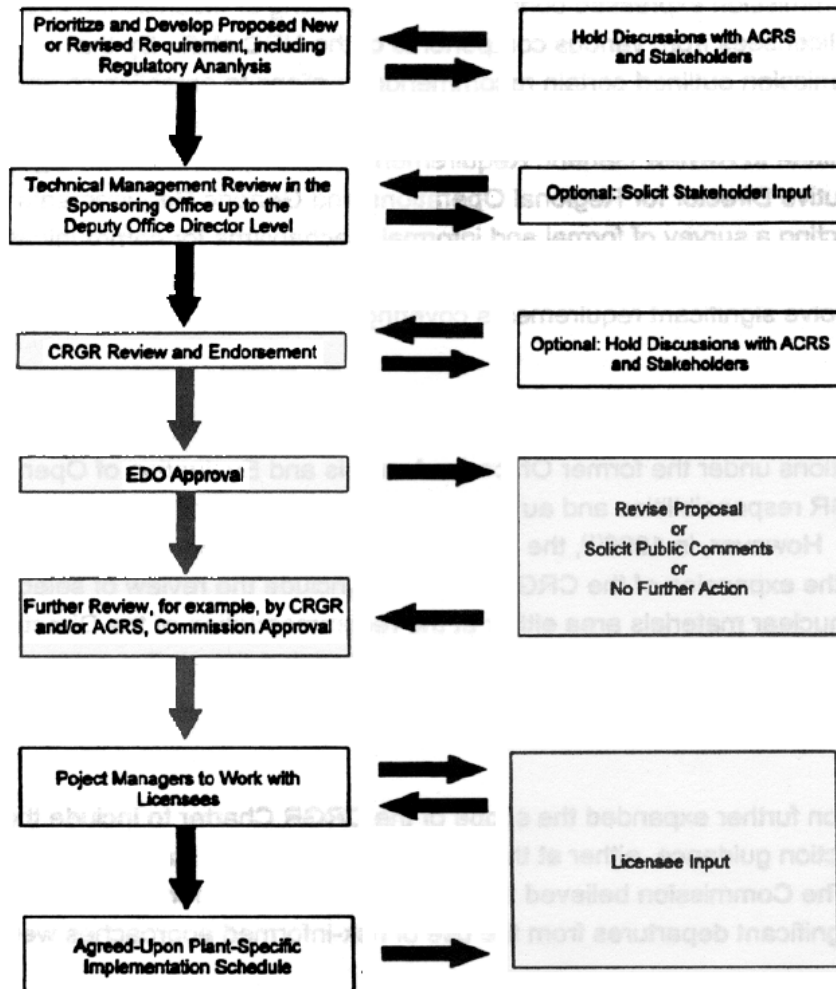 Prioritize and Develop Proposed New
or Revised Requirement, including
Regulatory Ananlysis
Hold Discussions with ACRS
and Stakeholders
Technical Management Review in the
Sponsoring Office up to the
Deputy Office Director Level
Optional: Solicit Stakeholder Input
CRGR Review and Endorsement
Optional: Hold Discussions with ACRS
and Stakeholders
EDO Approval
Revise Proposal
or
Solicit Public Comments
or
No Further Action
Further Review, for example, by CRGR
and/or ACRS, Commission Approval
Poject Managers to Work with
Licensees
Licensee Input
Agreed-Upon Plant-Specific
Implementation Schedule